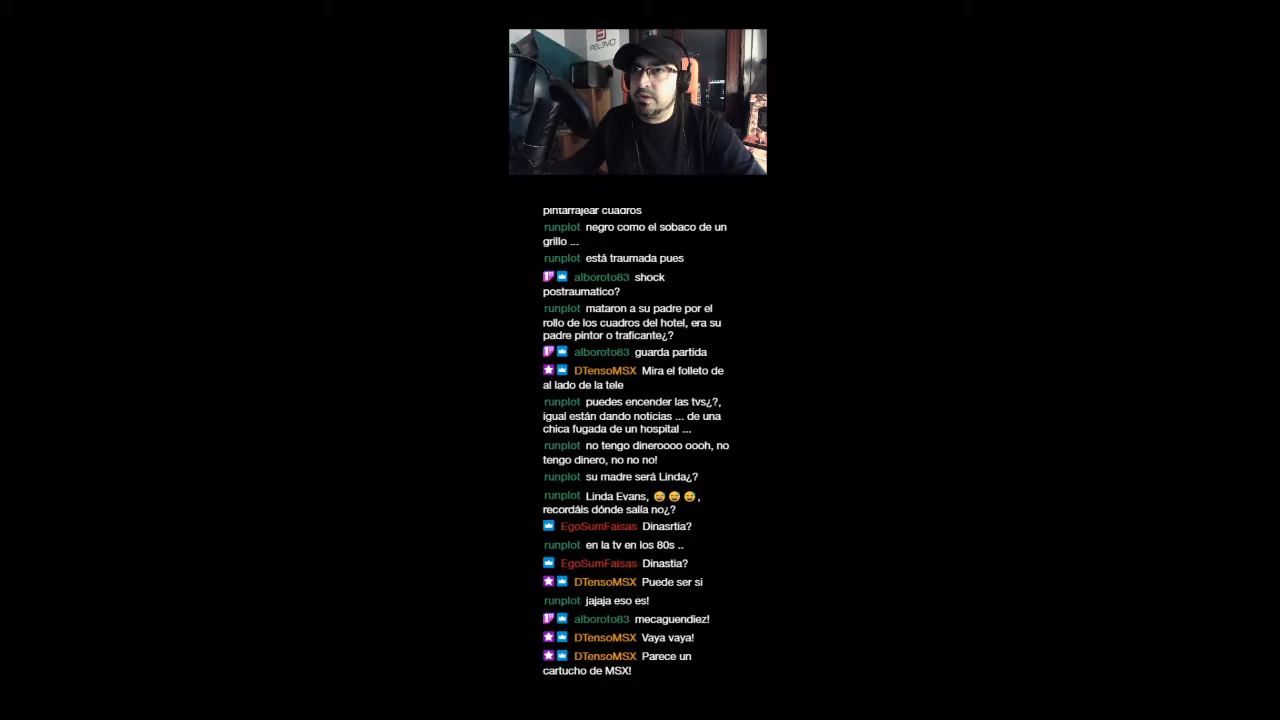 RELEVO
pintarrajear cuadros
runplot negro como el sobaco de un
grillo ...
runplot está traumada pues
alboroto83 shock
postraumatico?
runplot mataron a su padre por el
rollo de los cuadros del hotel, era su
padre pintor o traficante¿?
alboroto83 guarda partida
DTensoMSX Mira el folleto de
al lado de la tele
runplot puedes encender las tvs¿?,
igual están dando noticias ... de una
chica fugada de un hospital ...
runplot no tengo dineroooo oooh, no
tengo dinero, no no no!
runplot su madre será Linda¿?
runplot Linda Evans, 😅 😅 😅 ,
recordáis dónde salía no¿?
EgoSumFaisas Dinasrtia?
runplot en la tv en los 80s ..
EgoSumFaisas Dinastia?
DTensoMSX Puede ser si
runplot jajaja eso es!
alboroto83 mecaguendiez!
DTensoMSX Vaya vaya!
DTensoMSX Parece un
cartucho de MSX!